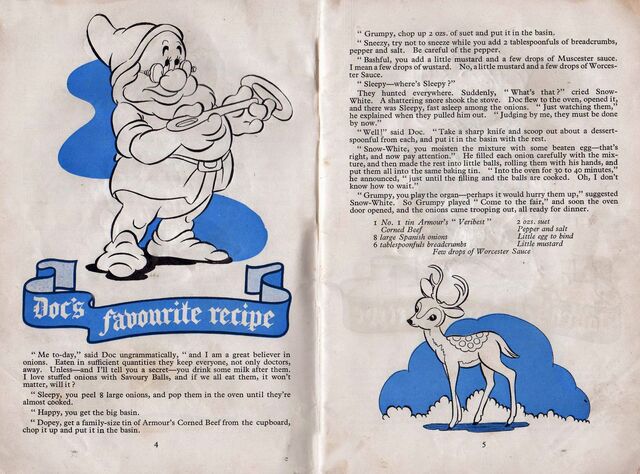 Doc's favourite recipe
" Me to-day," said Doc ungrammatically, " and I am a great believer in
onions. Eaten in sufficient quantities they keep everyone, not only doctors,
away. Unless—and I'll tell you a secret—you drink some milk after them.
I love stuffed onions with Savoury Balls, and if we all eat them, it won't
matter, will it ?
" Sleepy, you peel 8 large onions, and pop them in the oven until they're
almost cooked.
" Happy, you get the big basin.
" Dopey, get a family-size tin of Armour's Corned Beef from the cupboard,
chop it up and put it in the basin.
4
" Grumpy, chop up 2 ozs. of suet and put it in the basin.
" Sneezy, try not to sneeze while you add 2 tablespoonfuls of breadcrumbs,
pepper and salt. Be careful of the pepper.
" Bashful, you add a little mustard and a few drops of Muscester sauce.
I mean a few drops of wustard. No, a little mustard and a few drops of Worces-
ter Sauce.
" Sleepy—where's Sleepy ?"
They hunted everywhere. Suddenly, " What's that ?" cried Snow-
White. A shattering snore shook the stove. Doc flew to the oven, opened it,
and there was Sleepy, fast asleep among the onions. " Just watching them,"
he explained when they pulled him out. " Judging by me, they must be done
by now."
" Well!" said Doc. " Take a sharp knife and scoop out about a dessert-
spoonful from each, and put it in the basin with the rest.
" Snow-White, you moisten the mixture with some beaten egg—that's
right, and now pay attention." He filled each onion carefully with the mix-
ture, and then made the rest into little balls, rolling them with his hands, and
put them all into the same baking tin. " Into the oven for 30 to 40 minutes,"
he announced, " just until the filling and the balls are cooked. Oh, I don't
know how to wait."
" Grumpy, you play the organ—perhaps it would hurry them up," suggested
Snow-White. So Grumpy played " Come to the fair," and soon the oven
door opened, and the onions came trooping out, all ready for dinner.
1 No. 1 tin Armour's " Veribest" 2 ozs. suet
Corned Beef Pepper and salt
8 large Spanish onions Little egg to bind
6 tablespoonfuls breadcrumbs Little mustard
Few drops of Worcester Sauce
5